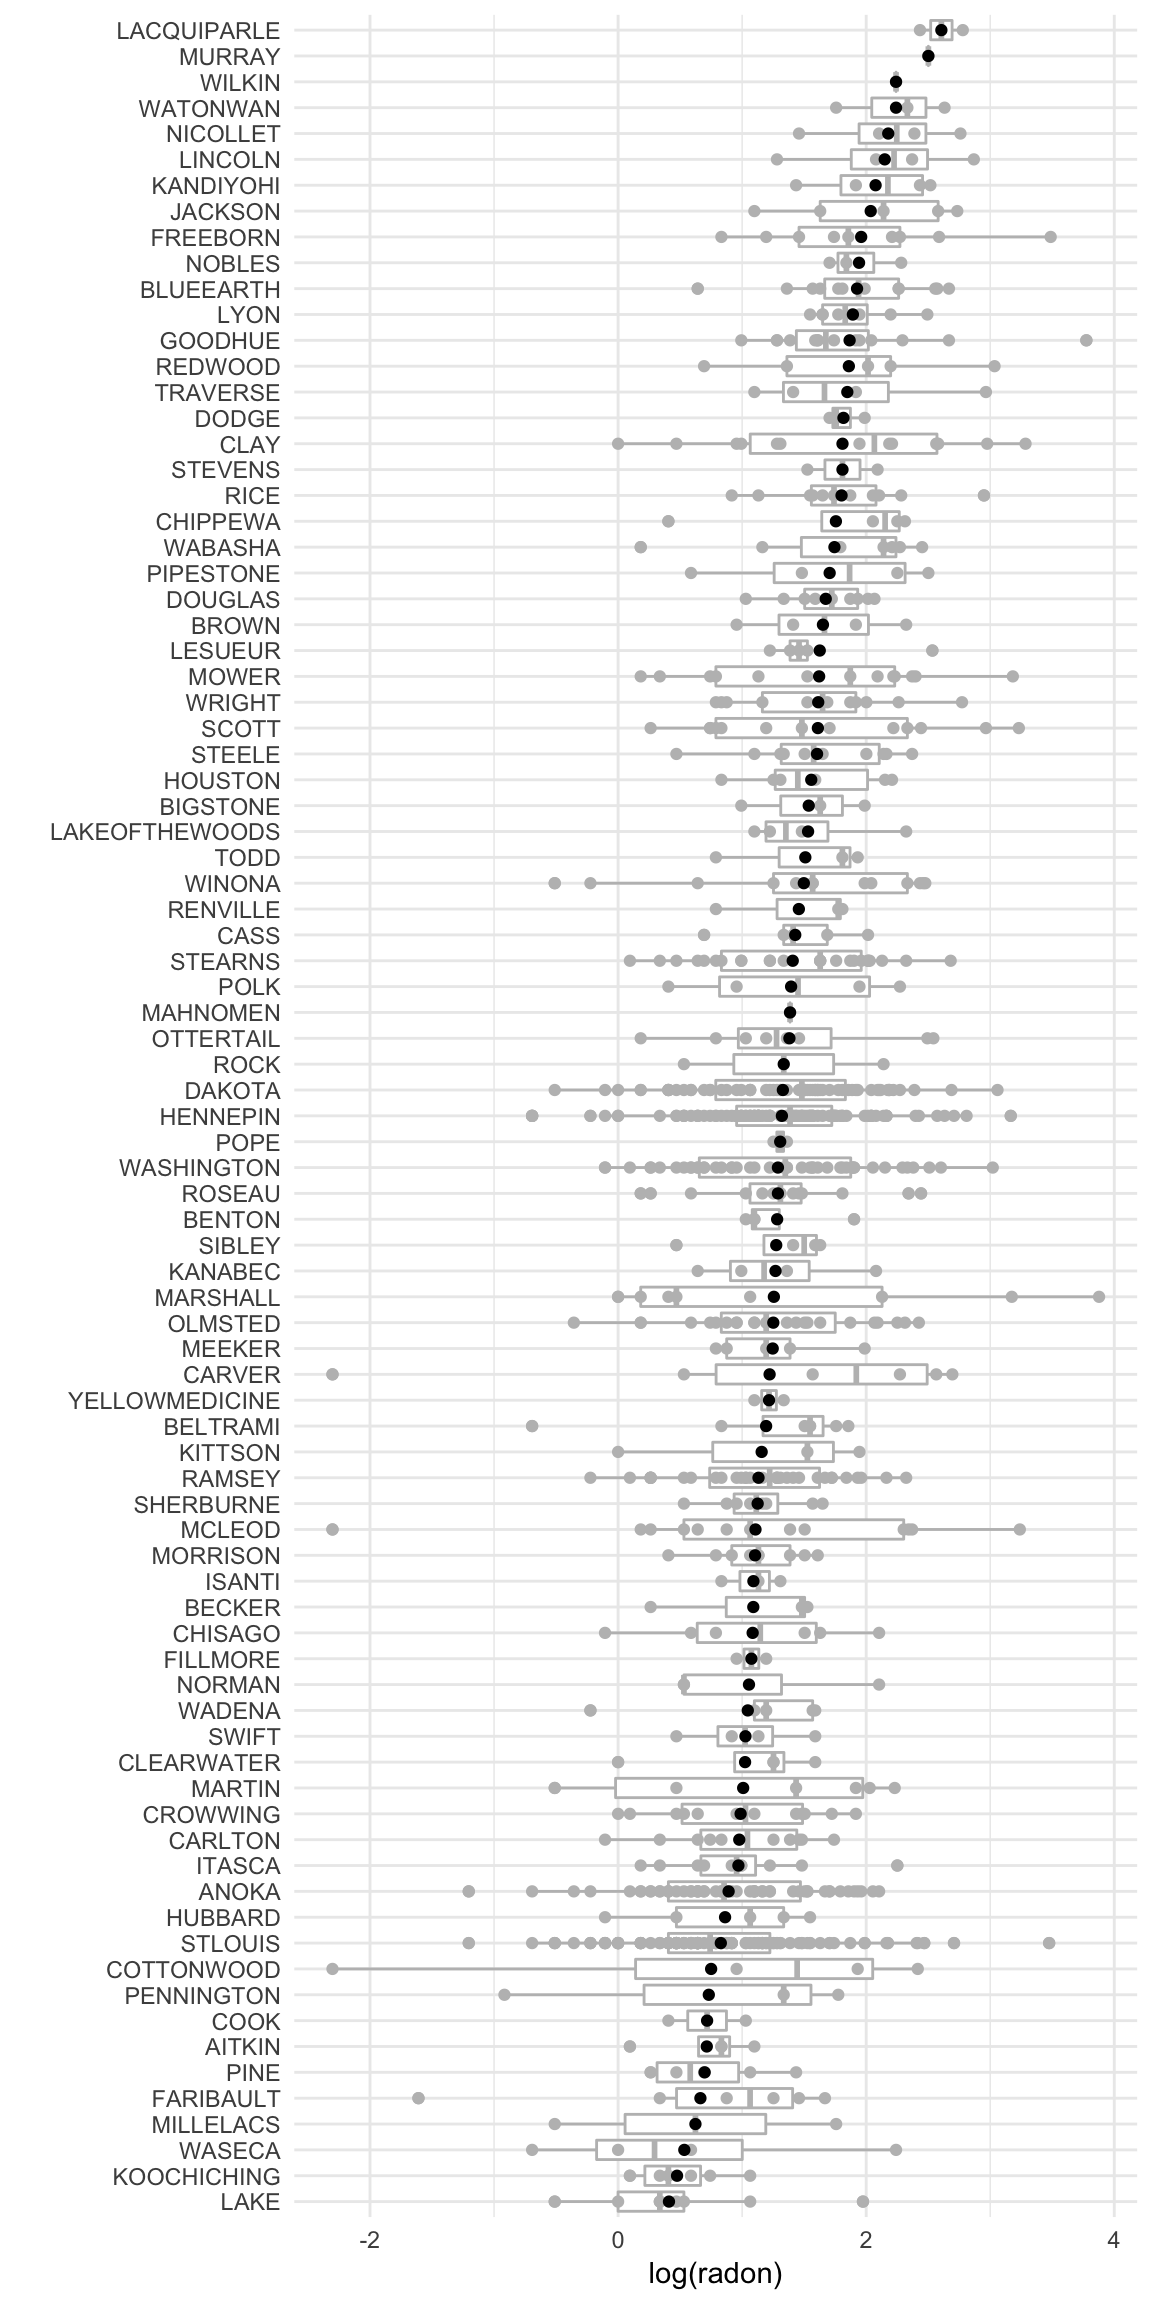 LACQUIPARLE
MURRAY
WILKIN
WATONWAN
NICOLLET
LINCOLN
KANDIYOHI
JACKSON
FREEBORN
NOBLES
BLUEEARTH
LYON
GOODHUE
REDWOOD
TRAVERSE
DODGE
CLAY
STEVENS
RICE
CHIPPEWA
WABASHA
PIPESTONE
DOUGLAS
BROWN
LESUEUR
MOWER
WRIGHT
SCOTT
STEELE
HOUSTON
BIGSTONE
LAKEOFTHEWOODS
TODD
WINONA
RENVILLE
CASS
STEARNS
POLK
MAHNOMEN
OTTERTAIL
ROCK
DAKOTA
HENNEPIN
POPE
WASHINGTON
ROSEAU
BENTON
SIBLEY
KANABEC
MARSHALL
OLMSTED
MEEKER
CARVER
YELLOWMEDICINE
BELTRAMI
KITTSON
RAMSEY
SHERBURNE
MCLEOD
MORRISON
ISANTI
BECKER
CHISAGO
FILLMORE
NORMAN
WADENA
SWIFT
CLEARWATER
MARTIN
CROWWING
CARLTON
ITASCA
ANOKA
HUBBARD
STLOUIS
COTTONWOOD
PENNINGTON
COOK
AITKIN
PINE
FARIBAULT
MILLELACS
WASECA
KOOCHICHING
LAKE
-2 0 2 4
log(radon)